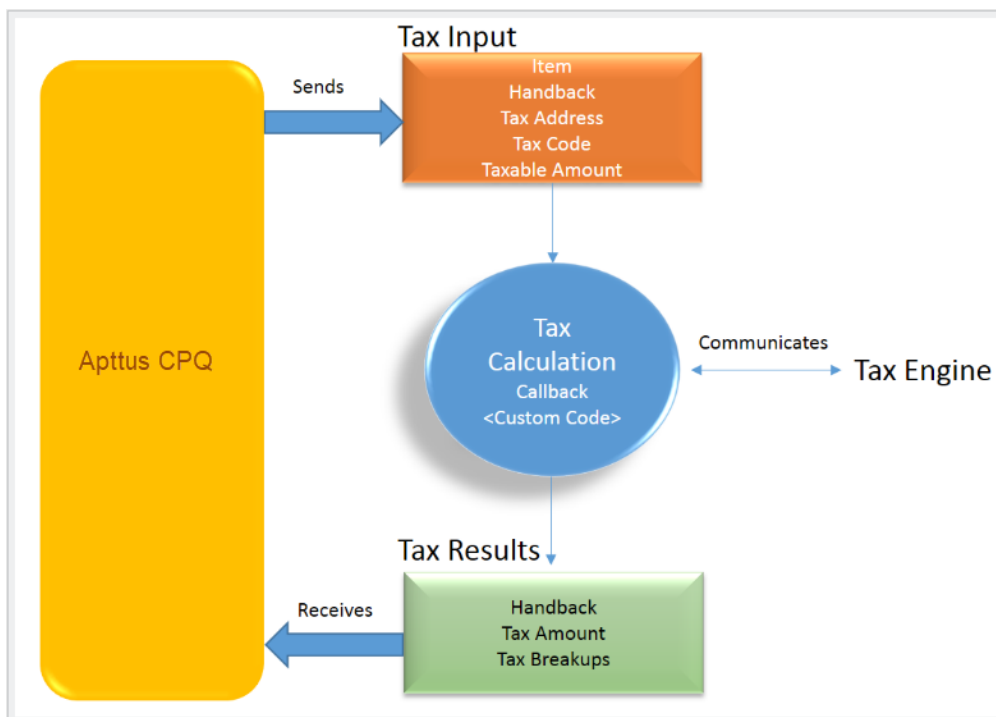 Tax Input
Sends
Item
Handback
Tax Address
Tax Code
Taxable Amount
Apttus CPQ
Tax
Calculation
Callback
<Custom Code>
Communicates
Tax Engine
Tax Results
Receives
Handback
Tax Amount
Tax Breakups